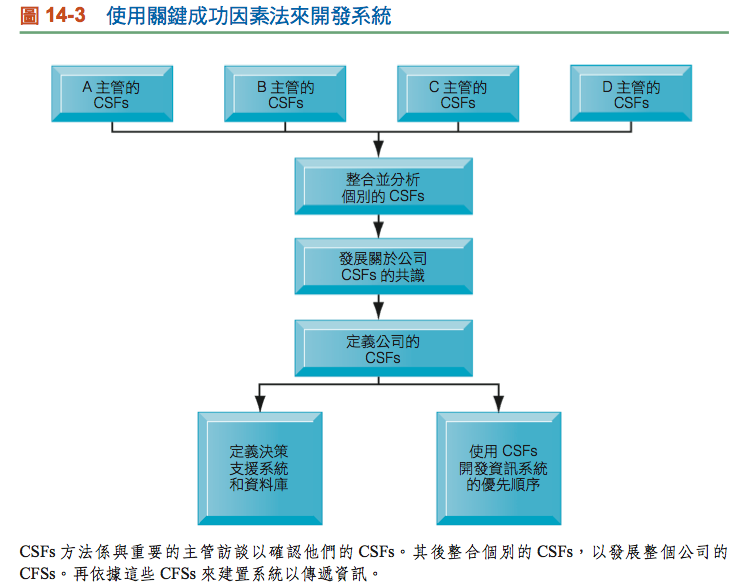 圖 14-3 使用關鍵成功因素法來開發系統
A 主管的
CSFs
B 主管的
CSFs
C 主管的
CSFs
D 主管的
CSFs
整合並分析
個別的 CSFs
發展關於公司
CSFs 的共識
定義公司的
CSFs
定義決策
支援系統
和資料庫
使用 CSFs
開發資訊系統
的優先順序
CSFs 方法係與重要的主管訪談以確認他們的 CSFs。其後整合個別的 CSFs，以發展整個公司的
CFSs。再依據這些 CFSs 來建置系統以傳遞資訊。